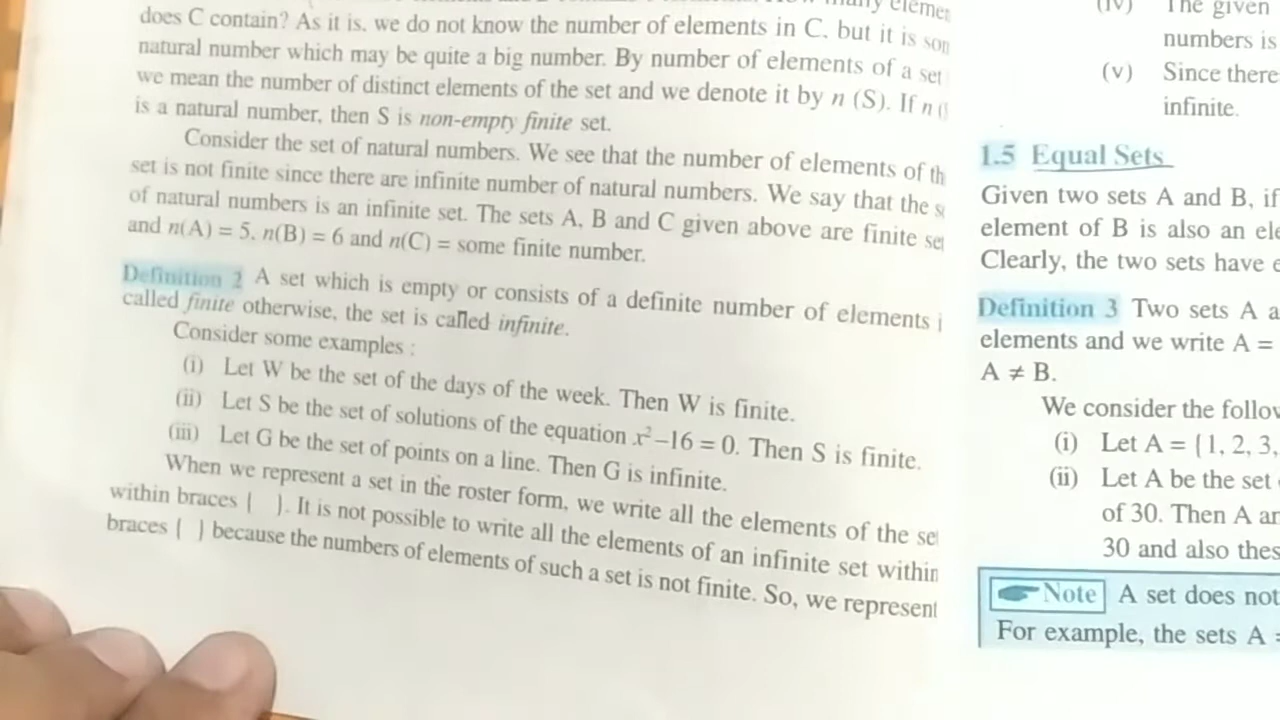 does C contain? As it is, we do not know the number of elements in C, but it is
natural number which may be quite a big number. By number of elements of a set
we mean the number of distinct elements of the set and we denote it by n (S). If n
is a natural number, then S is non-empty finite set.
Consider the set of natural numbers. We see that the number of elements of
set is not finite since there are infinite number of natural numbers. We say that the
of natural numbers is an infinite set. The sets A, B and C given above are finite
and n(A) = 5, n(B) = 6 and n(C) = some finite number.
Definition 2 A set which is empty or consists of a definite number of elements
called finite otherwise, the set is called infinite.
Consider some examples :
(i) Let W be the set of the days of the week. Then W is finite.
(ii) Let S be the set of solutions of the equation x²–16 = 0. Then S is finite.
(iii) Let G be the set of points on a line. Then G is infinite.
When we represent a set in the roster form, we write all the elements of the
within braces { }. It is not possible to write all the elements of an infinite set within
braces { } because the numbers of elements of such a set is not finite. So, we represent
(iv) The given
numbers is
(v) Since there
infinite.
1.5 Equal Sets
Given two sets A and B, if
element of B is also an
Clearly, the two sets have
Definition 3 Two sets A
elements and we write A =
A ≠ B.
We consider the
(i) Let A = {1, 2, 3,
(ii) Let A be the set
of 30. Then A
30 and also
Note A set does not
For example, the sets A =